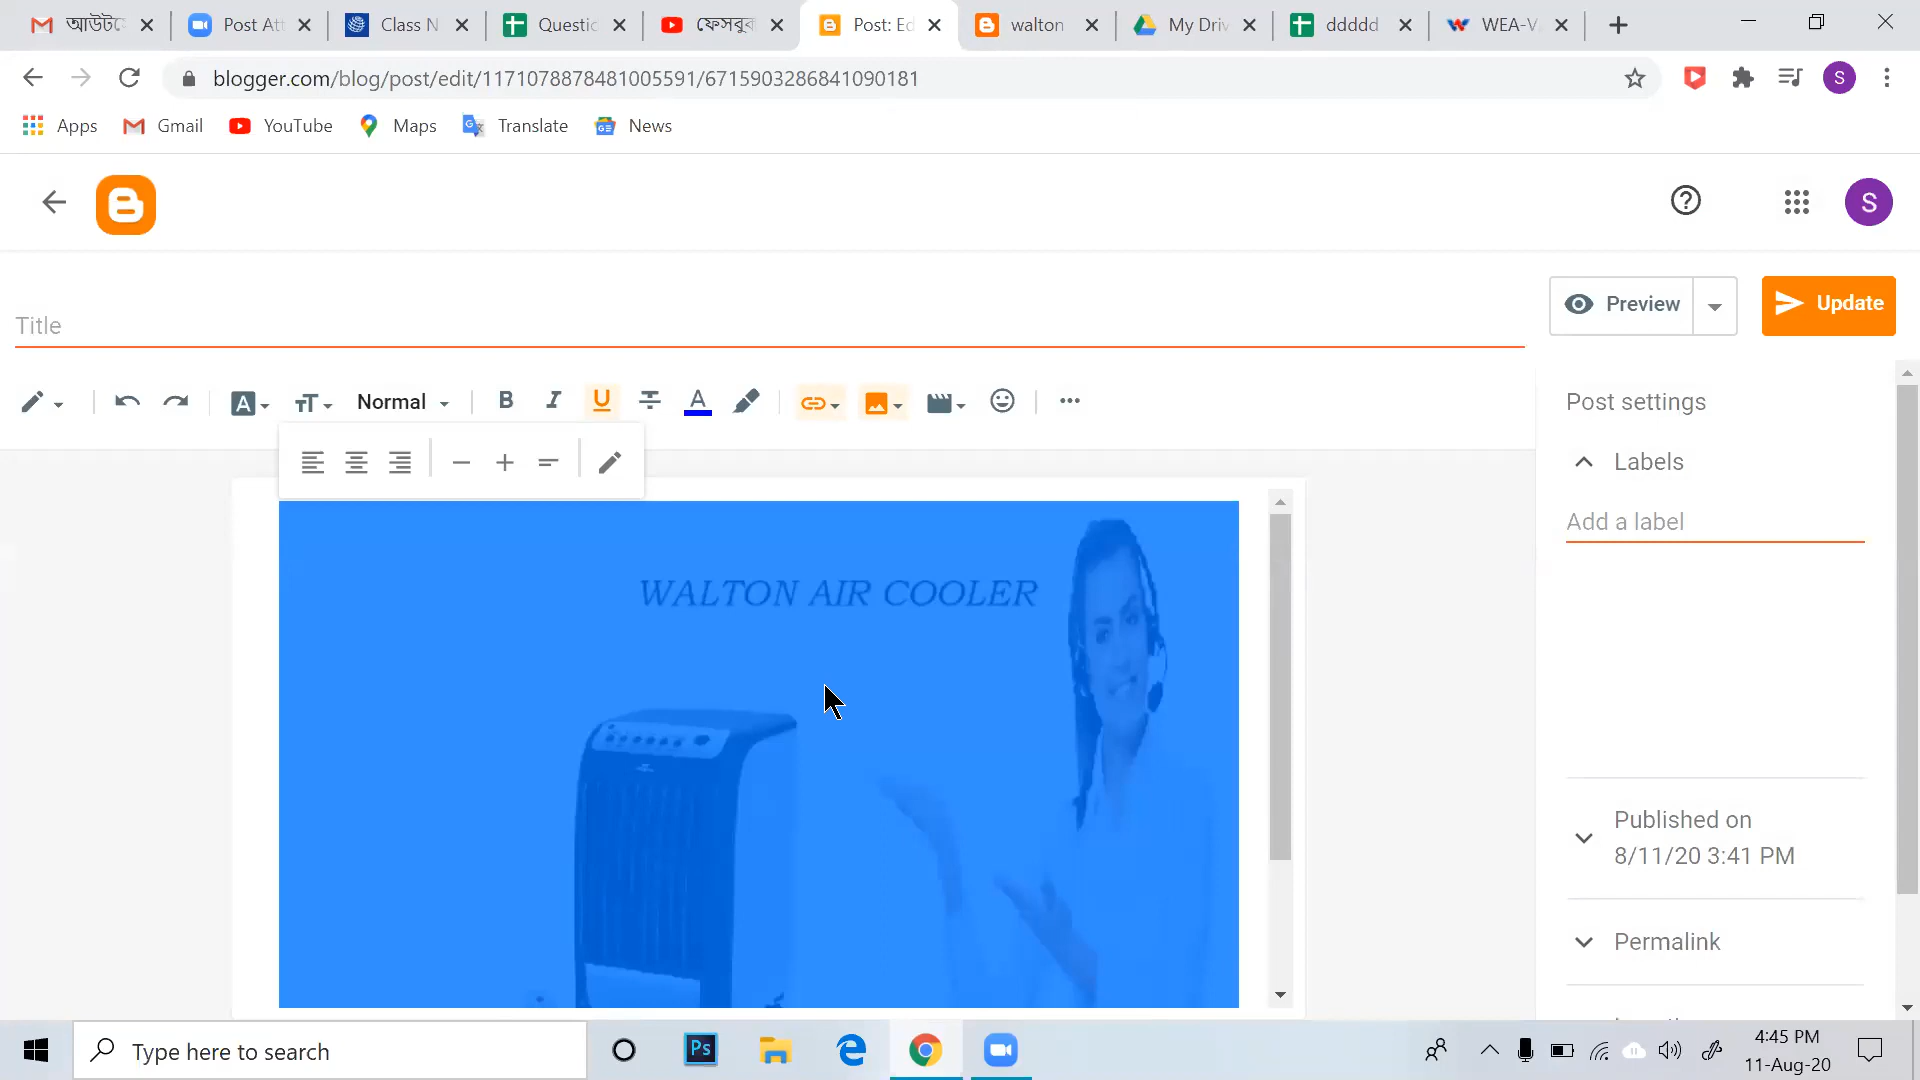 আউট
Post Att
Class N
Questic
ফেসবুক
Post: Ed
walton
My Driv
ddddd
WEA-V
blogger.com/blog/post/edit/1171078878481005591/6715903286841090181
S
Apps
Gmail
YouTube
Maps
Translate
News
S
Title
Preview
Update
Normal
Post settings
Labels
Add a label
WALTON AIR COOLER
Published on
8/11/20 3:41 PM
Permalink
Type here to search
Ps
4:45 PM
11-Aug-20